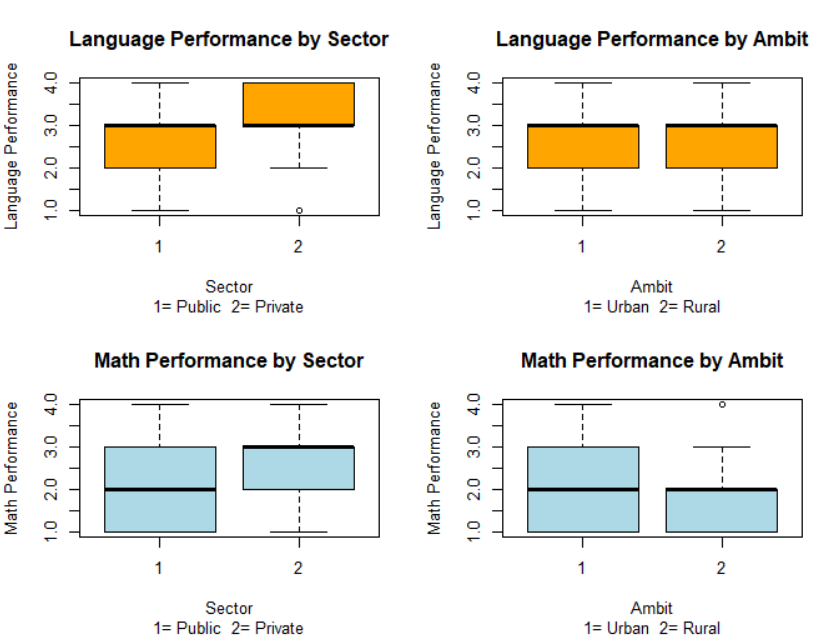 Language Performance by Sector
Language Performance
4.0
3.0
2.0
1.0
1 2
Sector
1= Public 2= Private
Language Performance by Ambit
Language Performance
4.0
3.0
2.0
1.0
1 2
Ambit
1= Urban 2= Rural
Math Performance by Sector
Math Performance
4.0
3.0
2.0
1.0
1 2
Sector
1= Public 2= Private
Math Performance by Ambit
Math Performance
4.0
3.0
2.0
1.0
1 2
Ambit
1= Urban 2= Rural